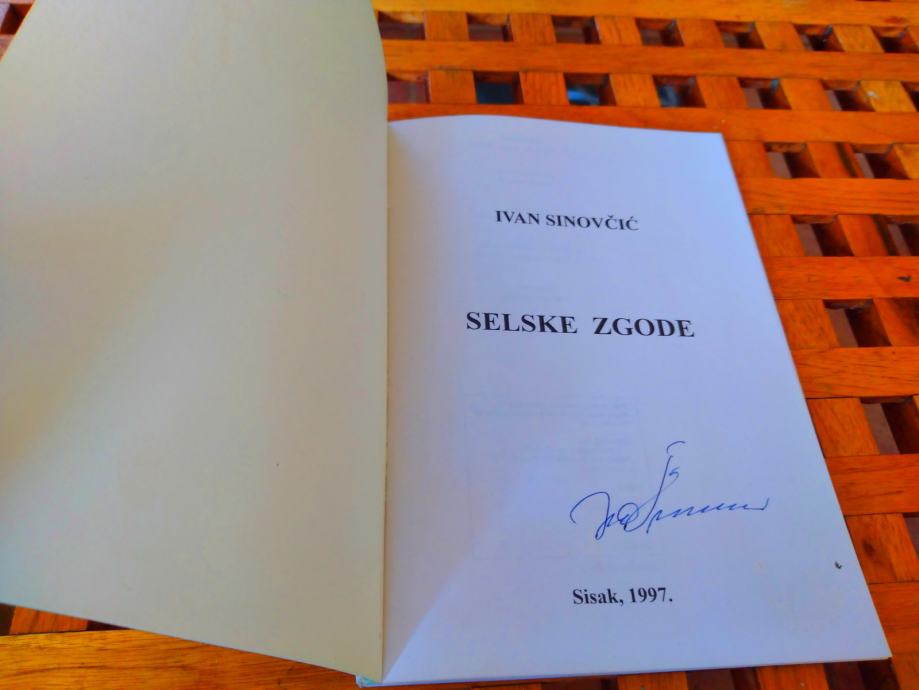 IVAN SINOVČIĆ
SELSKE ZGODE
Sisak, 1997.